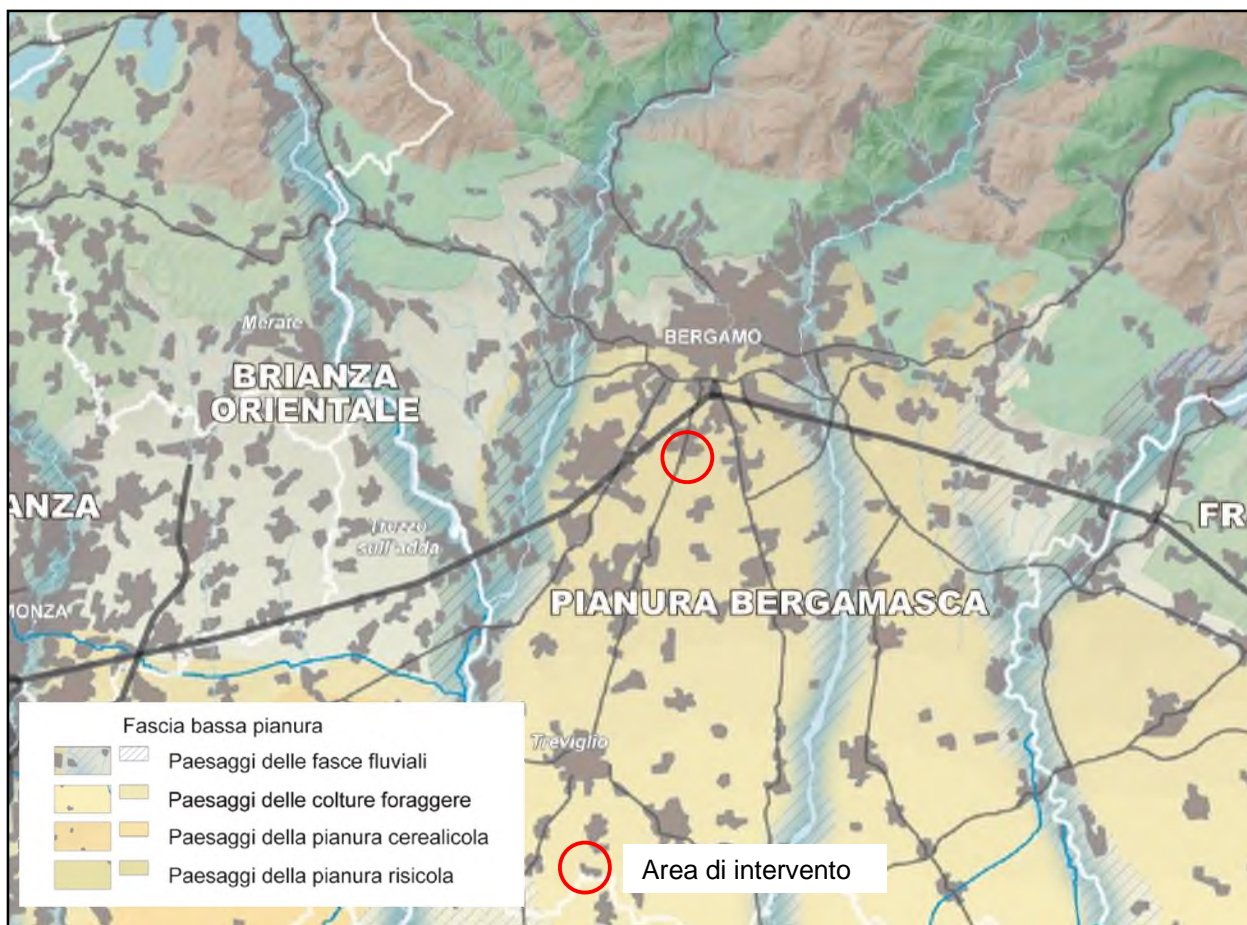 Merate
BERGAMO
BRIANZA
ORIENTALE
ANZA
Trezzo
sull'adda
FR
MONZA
PIANURA BERGAMASCA
Treviglio
Fascia bassa pianura
Paesaggi delle fasce fluviali
Paesaggi delle colture foraggere
Paesaggi della pianura cerealicola
Paesaggi della pianura risicola
Area di intervento